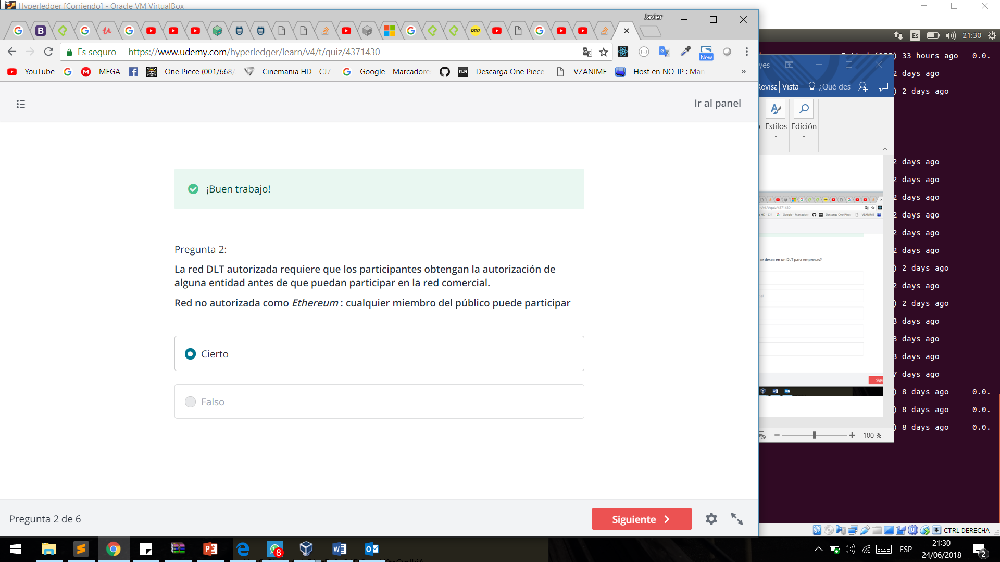 Hyperledger [Corriendo] - Oracle VM VirtualBox
Javier
Es seguro
https://www.udemy.com/hyperledger/learn/v4/t/quiz/4371430
New
YouTube
MEGA
One Piece (001/668/
Cinemania HD - CJ7
Google - Marcadore
FLN
Descarga One Piece
VZANIME
Host en NO-IP : Man
»
Ir al panel
¡Buen trabajo!
Pregunta 2:
La red DLT autorizada requiere que los participantes obtengan la autorización de
alguna entidad antes de que puedan participar en la red comercial.
Red no autorizada como Ethereum : cualquier miembro del público puede participar
Cierto
Falso
Pregunta 2 de 6
Siguiente
Es
21:30
) 33 hours ago 0.0.
2 days ago
) 2 days ago
2 days ago
2 days ago
2 days ago
2 days ago
2 days ago
2 days ago
) 2 days ago
2 days ago
) 2 days ago
3 days ago
3 days ago
3 days ago
7 days ago
) 8 days ago 0.0.
) 8 days ago 0.0.
) 8 days ago 0.0.
yes
Revisa
Vista
¿Qué des
Estilos
Edición
se desea en un DLT para empresas?
100 %
CTRL DERECHA
8
ESP
21:30
24/06/2018
2